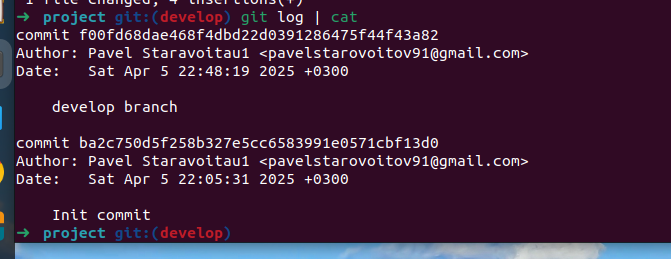 1 file changed, 4 insertions(+)
➜ project git:(develop) git log | cat
commit f00fd68dae468f4dbd22d0391286475f44f43a82
Author: Pavel Staravoitau1 <pavelstarovoitov91@gmail.com>
Date:   Sat Apr 5 22:48:19 2025 +0300
develop branch
commit ba2c750d5f258b327e5cc6583991e0571cbf13d0
Author: Pavel Staravoitau1 <pavelstarovoitov91@gmail.com>
Date:   Sat Apr 5 22:05:31 2025 +0300
Init commit
➜ project git:(develop)